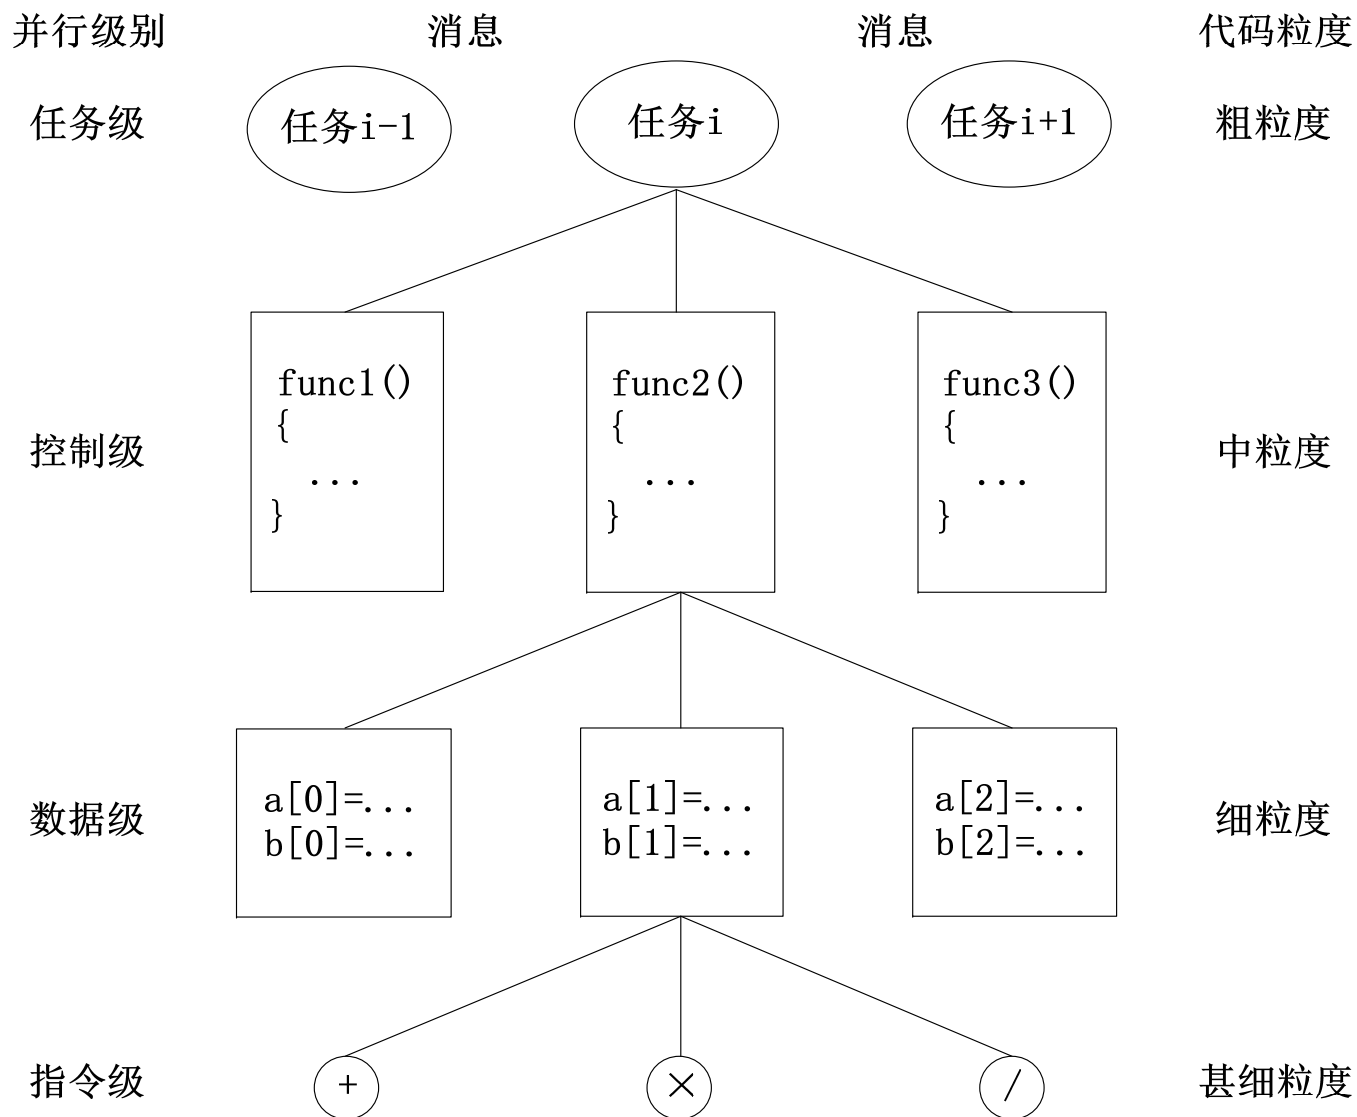 并行级别 消息 消息 代码粒度
任务级 任务i-1 任务i 任务i+1 粗粒度
func1() func2() func3()
{ { {
控制级 中粒度
... ... ...
} } }
a[0]=... a[1]=... a[2]=...
数据级 细粒度
b[0]=... b[1]=... b[2]=...
指令级 + × / 甚细粒度